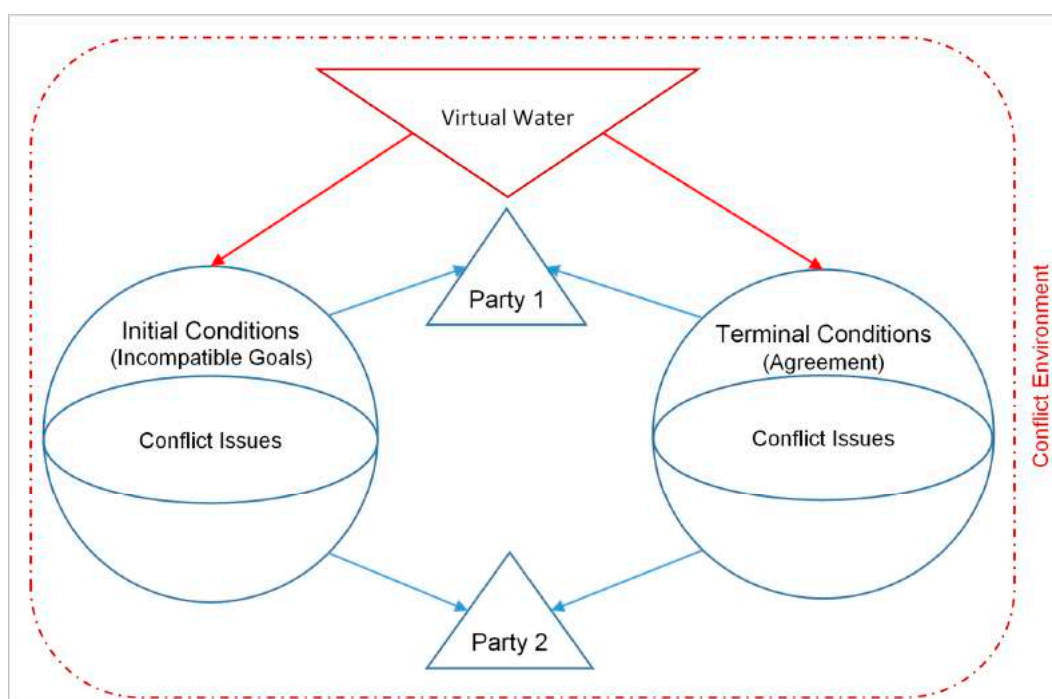 Virtual Water
Party 1
Initial Conditions
(Incompatible Goals)
Conflict Issues
Terminal Conditions
(Agreement)
Conflict Issues
Party 2
Conflict Environment